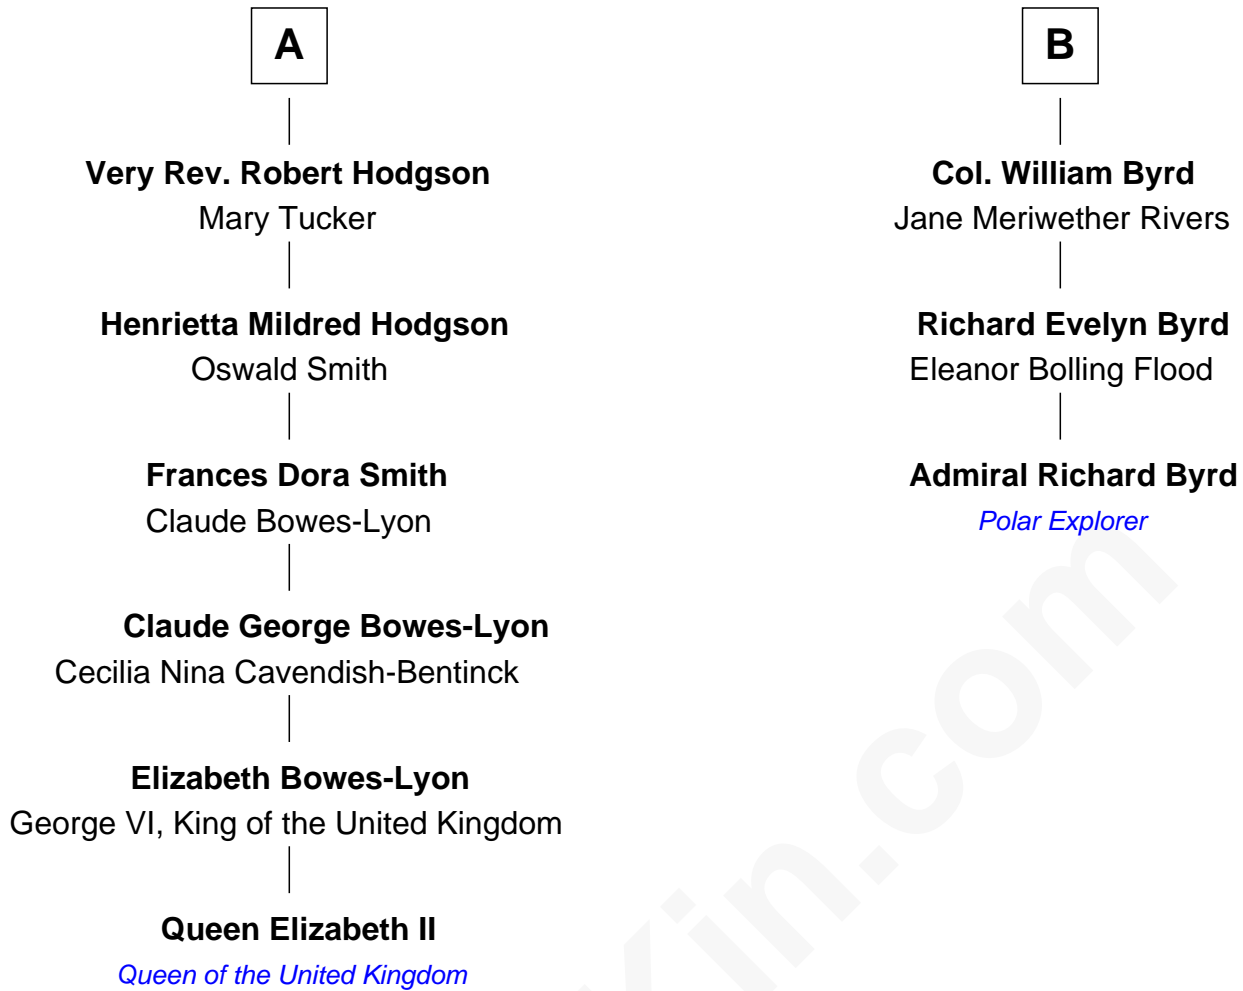 A
Very Rev. Robert Hodgson
Mary Tucker
Henrietta Mildred Hodgson
Oswald Smith
Frances Dora Smith
Claude Bowes-Lyon
Claude George Bowes-Lyon
Cecilia Nina Cavendish-Bentinck
Elizabeth Bowes-Lyon
George VI, King of the United Kingdom
Queen Elizabeth II
Queen of the United Kingdom
B
Col. William Byrd
Jane Meriwether Rivers
Richard Evelyn Byrd
Eleanor Bolling Flood
Admiral Richard Byrd
Polar Explorer